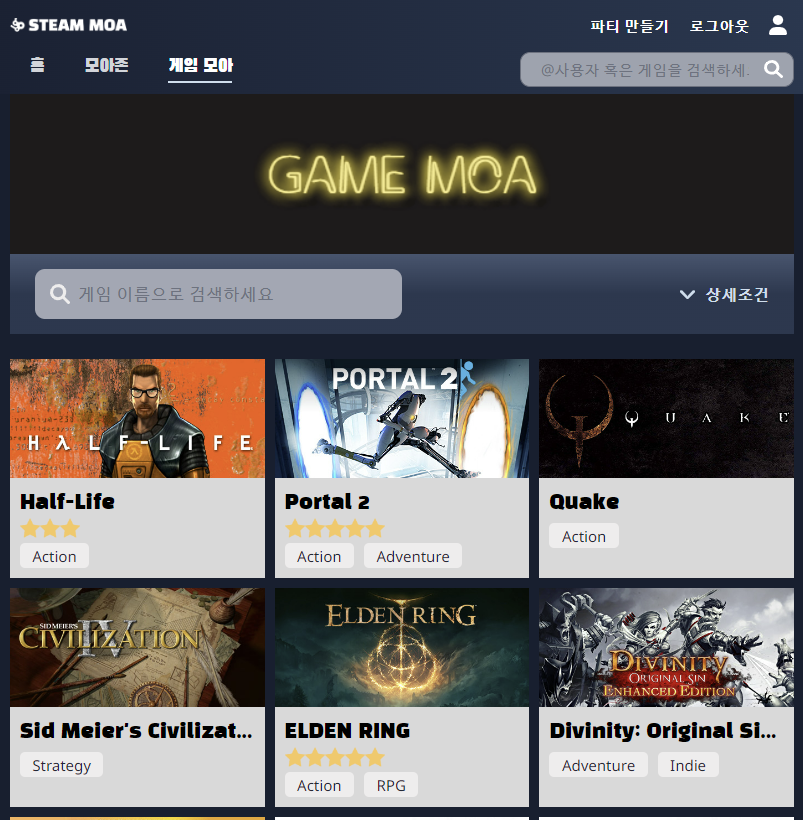 STEAM MOA
파티 만들기 로그아웃
홈 모아존 게임 모아
@사용자 혹은 게임을 검색하세.
GAME MOA
게임 이름으로 검색하세요
상세조건
HλLF-LIFE
PORTAL 2
QUAKE
Half-Life
Portal 2
Quake
Action
Action Adventure
Action
SID MEIER'S
CIVILIZATION
IV
ELDEN RING
DIVINITY
ORIGINAL SIN
ENHANCED EDITION
Sid Meier's Civilizat...
ELDEN RING
Divinity: Original Si...
Strategy
Action RPG
Adventure Indie